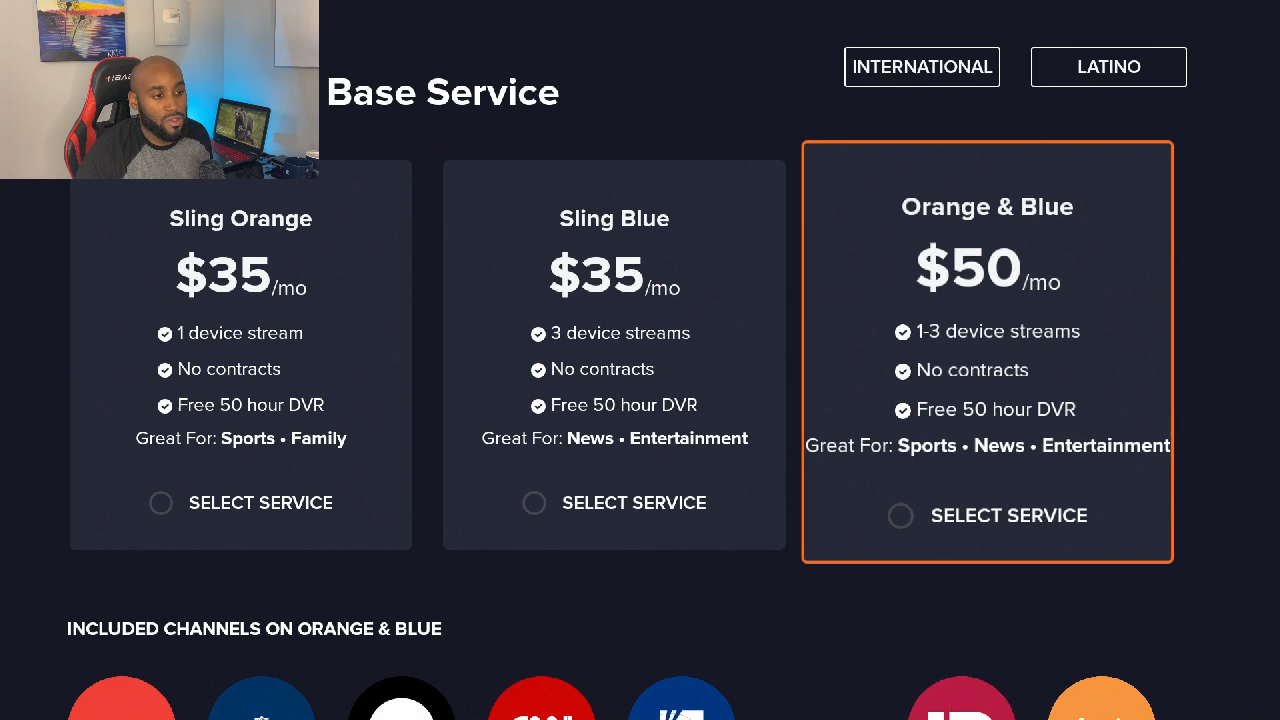 INTERNATIONAL
LATINO
Base Service
Sling Orange
$35/mo
1 device stream
No contracts
Free 50 hour DVR
Great For: Sports • Family
SELECT SERVICE
Sling Blue
$35/mo
3 device streams
No contracts
Free 50 hour DVR
Great For: News • Entertainment
SELECT SERVICE
Orange & Blue
$50/mo
1-3 device streams
No contracts
Free 50 hour DVR
Great For: Sports • News • Entertainment
SELECT SERVICE
INCLUDED CHANNELS ON ORANGE & BLUE